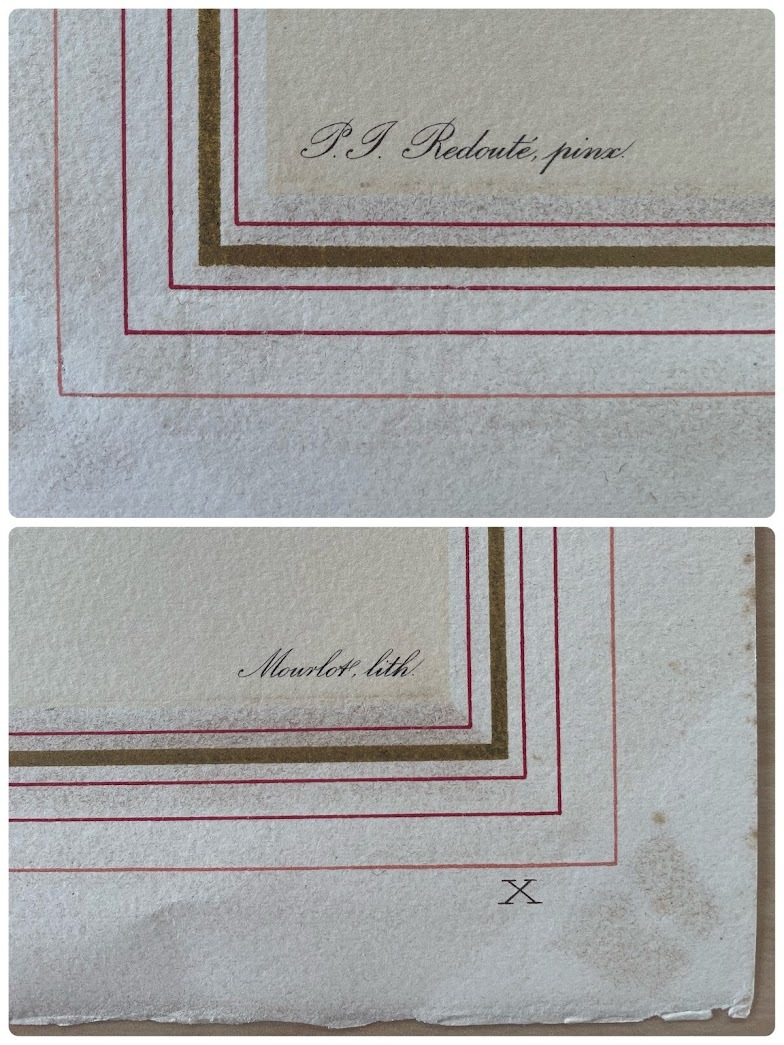 P. J. Redouté, pinx.
Mourlot, lith.
X